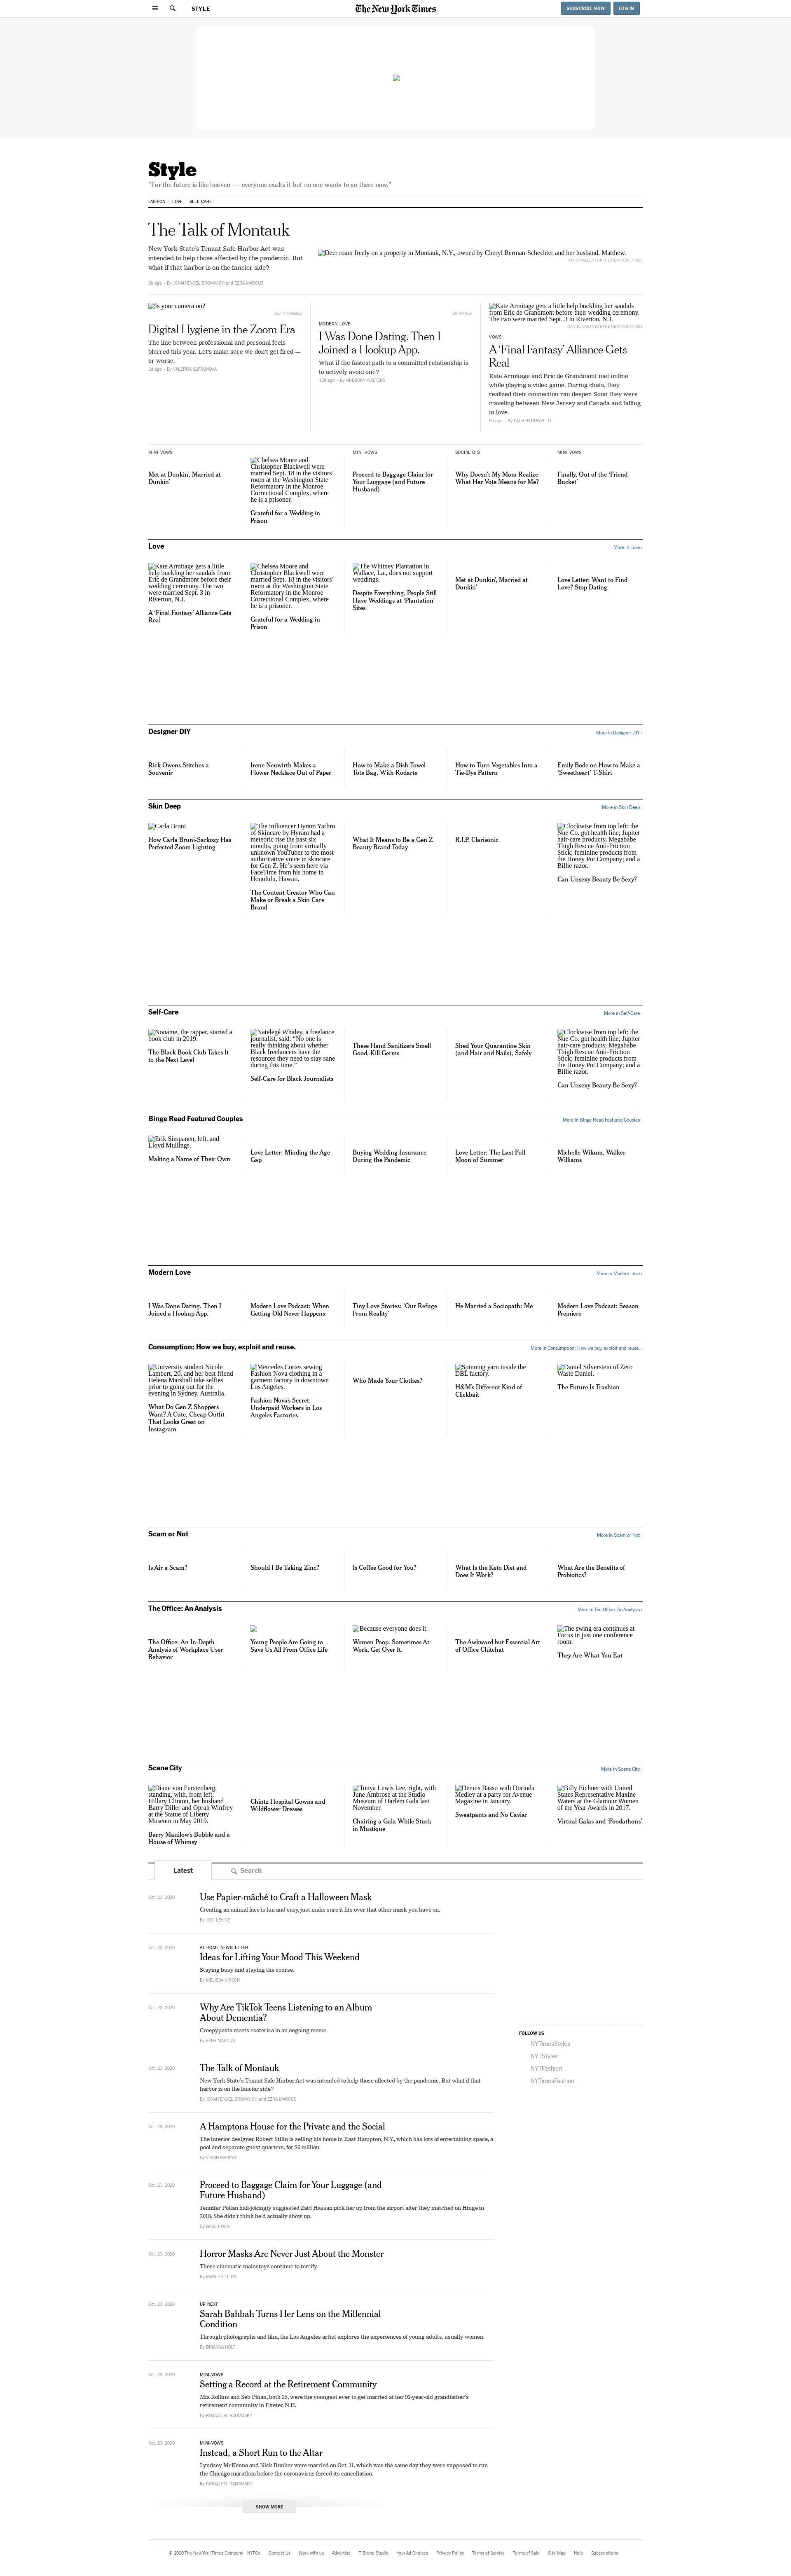 STYLE
The New York Times
SUBSCRIBE NOW
LOG IN
Style
"For the future is like heaven — everyone exalts it but no one wants to go there now."
FASHION
LOVE
SELF-CARE
The Talk of Montauk
New York State's Tenant Safe Harbor Act was
intended to help those affected by the pandemic. But
what if that harbor is on the fancier side?
8h ago - By JONAH ENGEL BROMWICH and EZRA MARCUS
Deer roam freely on a property in Montauk, N.Y., owned by Cheryl Berman-Schechter and her husband, Matthew.
FOR THE NEW YORK TIMES
Is your camera on?
GETTY IMAGES
Digital Hygiene in the Zoom Era
The line between professional and personal feels
blurred this year. Let's make sure we don't get fired —
or worse.
1d ago - By VALERIYA SAFRONOVA
BRIAN REA
MODERN LOVE
I Was Done Dating. Then I
Joined a Hookup App.
What if the fastest path to a committed relationship is
to actively avoid one?
13h ago - By GREGORY WALTERS
Kate Armitage gets a little help buckling her sandals
from Eric de Grandmont before their wedding ceremony.
The two were married Sept. 3 in Riverton, N.J.
FOR THE NEW YORK TIMES
VOWS
A 'Final Fantasy' Alliance Gets
Real
Kate Armitage and Eric de Grandmont met online
while playing a video game. During chats, they
realized their connection ran deeper. Soon they were
traveling between New Jersey and Canada and falling
in love.
9h ago - By LAUREN ROWELLO
MINI-VOWS
Met at Dunkin', Married at
Dunkin'
Chelsea Moore and
Christopher Blackwell were
married Sept. 18 in the visitors'
room at the Washington State
Reformatory in the Monroe
Correctional Complex, where
he is a prisoner.
Grateful for a Wedding in
Prison
MINI-VOWS
Proceed to Baggage Claim for
Your Luggage (and Future
Husband)
SOCIAL Q'S
Why Doesn't My Mom Realize
What Her Vote Means for Me?
MINI-VOWS
Finally, Out of the 'Friend
Bucket'
Love
More in Love ›
Kate Armitage gets a little
help buckling her sandals from
Eric de Grandmont before their
wedding ceremony. The two
were married Sept. 3 in
Riverton, N.J.
A 'Final Fantasy' Alliance Gets
Real
Chelsea Moore and
Christopher Blackwell were
married Sept. 18 in the visitors'
room at the Washington State
Reformatory in the Monroe
Correctional Complex, where
he is a prisoner.
Grateful for a Wedding in
Prison
The Whitney Plantation in
Wallace, La., does not support
weddings.
Despite Everything, People Still
Have Weddings at 'Plantation'
Sites
Met at Dunkin', Married at
Dunkin'
Love Letter: Want to Find
Love? Stop Dating
Designer DIY
More in Designer DIY ›
Rick Owens Stitches a
Souvenir
Irene Neuwirth Makes a
Flower Necklace Out of Paper
How to Make a Dish Towel
Tote Bag, With Rodarte
How to Turn Vegetables Into a
Tie-Dye Pattern
Emily Bode on How to Make a
'Sweetheart' T-Shirt
Skin Deep
More in Skin Deep ›
Carla Bruni
How Carla Bruni-Sarkozy Has
Perfected Zoom Lighting
The influencer Hyram Yarbro
of Skincare by Hyram had a
meteoric rise the past six
months, going from virtually
unknown YouTuber to the most
authoritative voice in skincare
for Gen Z. He's seen here via
FaceTime from his home in
Honolulu, Hawaii.
The Content Creator Who Can
Make or Break a Skin Care
Brand
What It Means to Be a Gen Z
Beauty Brand Today
R.I.P. Clarisonic
Clockwise from top left: the
Nue Co. gut health line; Jupiter
hair-care products; Megababe
Thigh Rescue Anti-Friction
Stick; feminine products from
the Honey Pot Company; and a
Billie razor.
Can Unsexy Beauty Be Sexy?
Self-Care
More in Self-Care ›
Noname, the rapper, started a
book club in 2019.
The Black Book Club Takes It
to the Next Level
Natelegé Whaley, a freelance
journalist, said: "No one is
really thinking about whether
Black freelancers have the
resources they need to stay sane
during this time."
Self-Care for Black Journalists
These Hand Sanitizers Smell
Good, Kill Germs
Shed Your Quarantine Skin
(and Hair and Nails), Safely
Clockwise from top left: the
Nue Co. gut health line; Jupiter
hair-care products; Megababe
Thigh Rescue Anti-Friction
Stick; feminine products from
the Honey Pot Company; and a
Billie razor.
Can Unsexy Beauty Be Sexy?
Binge Read Featured Couples
More in Binge Read Featured Couples ›
Erik Simpanen, left, and
Lloyd Mullings.
Making a Name of Their Own
Love Letter: Minding the Age
Gap
Buying Wedding Insurance
During the Pandemic
Love Letter: The Last Full
Moon of Summer
Michelle Wikum, Walker
Williams
Modern Love
More in Modern Love ›
I Was Done Dating. Then I
Joined a Hookup App.
Modern Love Podcast: When
Getting Old Never Happens
Tiny Love Stories: 'Our Refuge
From Reality'
He Married a Sociopath: Me
Modern Love Podcast: Season
Premiere
Consumption: How we buy, exploit and reuse.
More in Consumption: How we buy, exploit and reuse. ›
University student Nicole
Lambert, 20, and her best friend
Helena Marshall take selfies
prior to going out for the
evening in Sydney, Australia.
What Do Gen Z Shoppers
Want? A Cute, Cheap Outfit
That Looks Great on
Instagram
Mercedes Cortes sewing
Fashion Nova clothing in a
garment factory in downtown
Los Angeles.
Fashion Nova's Secret:
Underpaid Workers in Los
Angeles Factories
Who Made Your Clothes?
Spinning yarn inside the
DBL factory.
H&M's Different Kind of
Clickbait
Daniel Silverstein of Zero
Waste Daniel.
The Future Is Trashion
Scam or Not
More in Scam or Not ›
Is Air a Scam?
Should I Be Taking Zinc?
Is Coffee Good for You?
What Is the Keto Diet and
Does It Work?
What Are the Benefits of
Probiotics?
The Office: An Analysis
More in The Office: An Analysis ›
The Office: An In-Depth
Analysis of Workplace User
Behavior
Young People Are Going to
Save Us All From Office Life
Because everyone does it.
Women Poop. Sometimes At
Work. Get Over It.
The Awkward but Essential Art
of Office Chitchat
The swing era continues at
Focus in just one conference
room.
They Are What You Eat
Scene City
More in Scene City ›
Diane von Furstenberg,
standing, with, from left,
Hillary Clinton, her husband
Barry Diller and Oprah Winfrey
at the Statue of Liberty
Museum in May 2019.
Barry Manilow's Bubble and a
House of Whimsy
Chintz Hospital Gowns and
Wildflower Dresses
Tonya Lewis Lee, right, with
June Ambrose at the Studio
Museum of Harlem Gala last
November.
Chairing a Gala While Stuck
in Mustique
Dennis Basso with Dorinda
Medley at a party for Avenue
Magazine in January.
Sweatpants and No Caviar
Billy Eichner with United
States Representative Maxine
Waters at the Glamour Women
of the Year Awards in 2017.
Virtual Galas and 'Foodathons'
Latest
Search
Oct. 23, 2020
Use Papier-mâché to Craft a Halloween Mask
Creating an animal face is fun and easy, just make sure it fits over that other mask you have on.
By JOSIE LEVINE
Oct. 23, 2020
AT HOME NEWSLETTER
Ideas for Lifting Your Mood This Weekend
Staying busy and staying the course.
By MELISSA KIRSCH
Oct. 23, 2020
Why Are TikTok Teens Listening to an Album
About Dementia?
Creepypasta meets esoterica in an ongoing meme.
By EZRA MARCUS
Oct. 23, 2020
The Talk of Montauk
New York State's Tenant Safe Harbor Act was intended to help those affected by the pandemic. But what if that
harbor is on the fancier side?
By JONAH ENGEL BROMWICH and EZRA MARCUS
Oct. 23, 2020
A Hamptons House for the Private and the Social
The interior designer Robert Stilin is selling his home in East Hampton, N.Y., which has lots of entertaining space, a
pool and separate guest quarters, for $6 million.
By VIVIAN MARINO
Oct. 23, 2020
Proceed to Baggage Claim for Your Luggage (and
Future Husband)
Jennifer Pollan half-jokingly suggested Zaid Hassan pick her up from the airport after they matched on Hinge in
2018. She didn't think he'd actually show up.
By GABE COHN
Oct. 23, 2020
Horror Masks Are Never Just About the Monster
These cinematic mainstays continue to terrify.
By MAYA PHILLIPS
Oct. 23, 2020
UP NEXT
Sarah Bahbah Turns Her Lens on the Millennial
Condition
Through photographs and film, the Los Angeles artist explores the experiences of young adults, usually women.
By BRIANNA HOLT
Oct. 23, 2020
MINI-VOWS
Setting a Record at the Retirement Community
Mia Rollins and Seb Pihan, both 25, were the youngest ever to get married at her 91-year-old grandfather's
retirement community in Exeter, N.H.
By ROSALIE R. RADOMSKY
Oct. 23, 2020
MINI-VOWS
Instead, a Short Run to the Altar
Lyndsey McKenna and Nick Bunker were married on Oct. 11, which was the same day they were supposed to run
the Chicago marathon before the coronavirus forced its cancellation.
By ROSALIE R. RADOMSKY
SHOW MORE
FOLLOW US
NYTimesStyles
NYTStyles
NYTFashion
NYTimesFashion
© 2020 The New York Times Company
NYTCo
Contact Us
Work with us
Advertise
T Brand Studio
Your Ad Choices
Privacy Policy
Terms of Service
Terms of Sale
Site Map
Help
Subscriptions